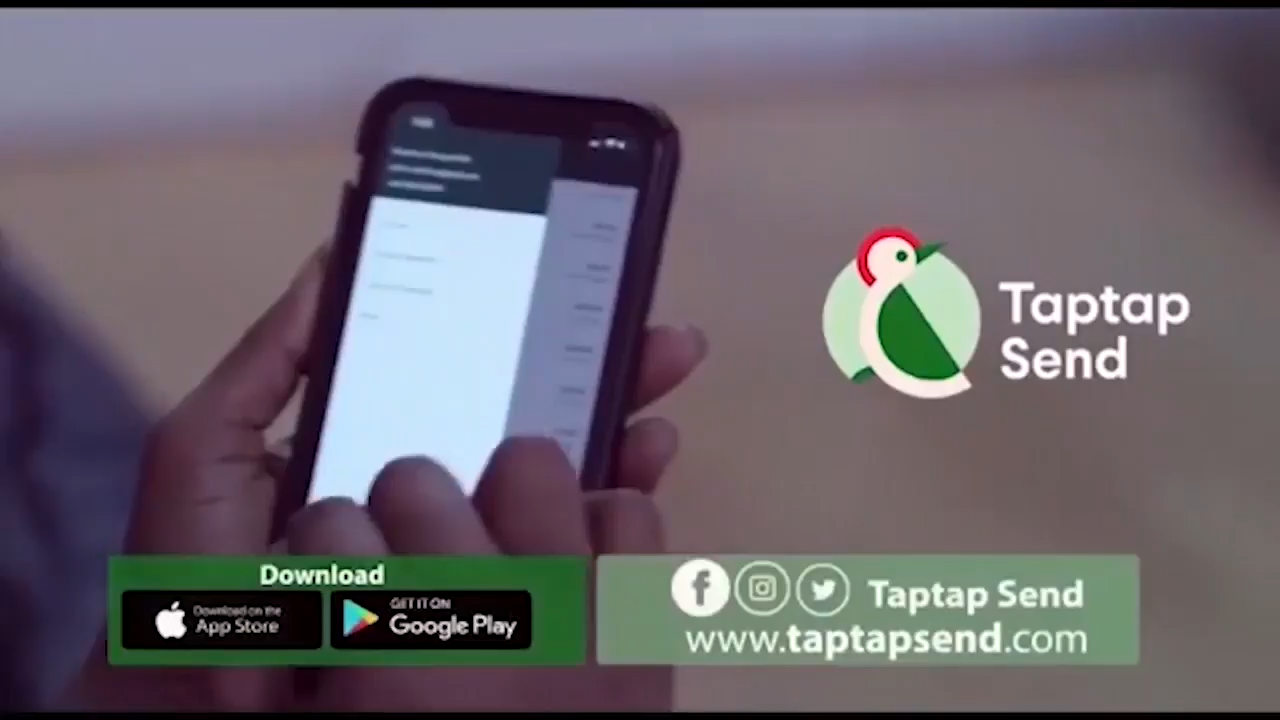 Taptap
Send
Download
Download on the
App Store
GET IT ON
Google Play
Taptap Send
www.taptapsend.com